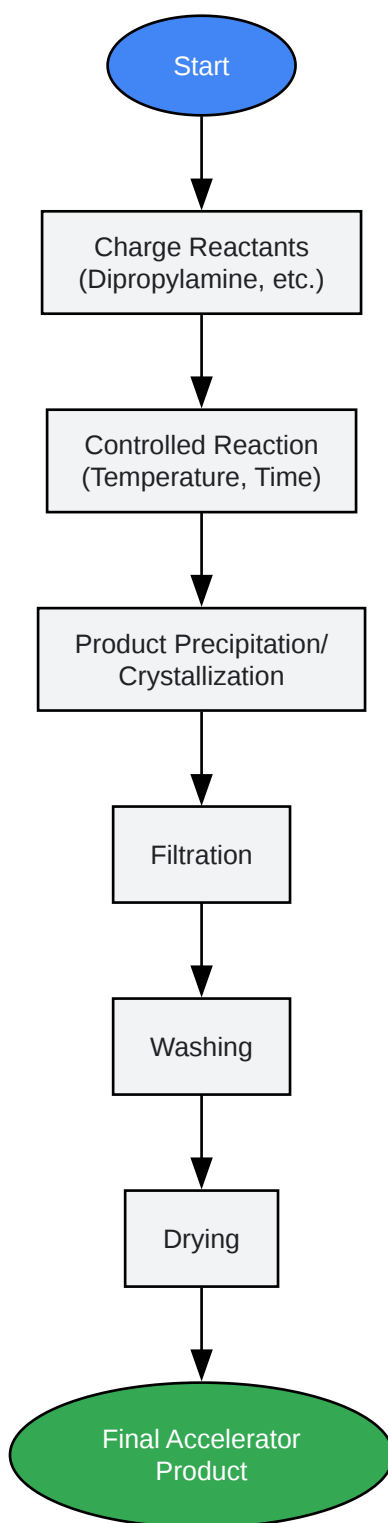 Start
Charge Reactants
(Dipropylamine, etc.)
Controlled Reaction
(Temperature, Time)
Product Precipitation/
Crystallization
Filtration
Washing
Drying
Final Accelerator
Product